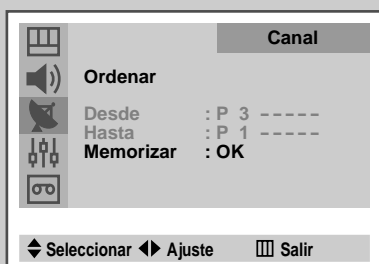 Canal
Ordenar
Desde : P 3 -----
Hasta : P 1 -----
Memorizar : OK
Seleccionar Ajuste Salir